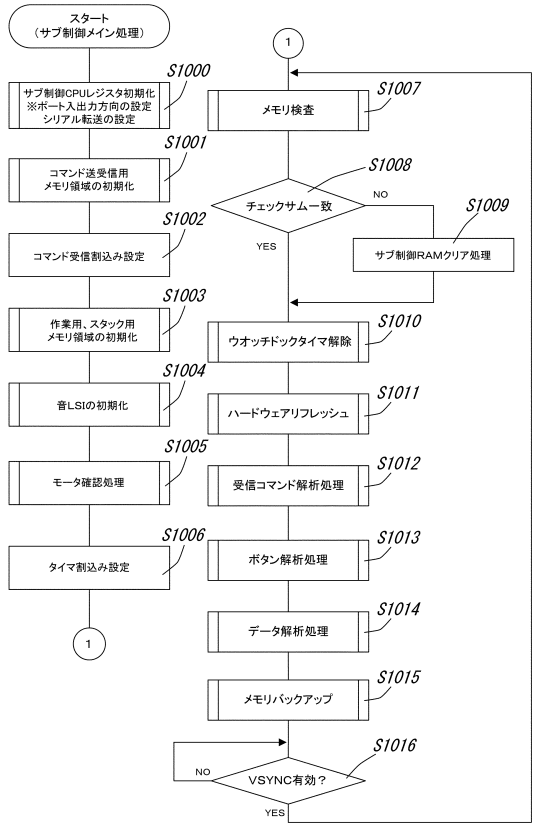 スタート
（サブ制御メイン処理）
S1000
サブ制御CPUレジスタ初期化
※ポート入出力方向の設定
シリアル転送の設定
S1001
コマンド送受信用
メモリ領域の初期化
S1002
コマンド受信割込み設定
S1003
作業用、スタック用
メモリ領域の初期化
S1004
音LSIの初期化
S1005
モータ確認処理
S1006
タイマ割込み設定
1
1
S1007
メモリ検査
S1008
チェックサム一致
NO
YES
S1009
サブ制御RAMクリア処理
S1010
ウオッチドックタイマ解除
S1011
ハードウェアリフレッシュ
S1012
受信コマンド解析処理
S1013
ボタン解析処理
S1014
データ解析処理
S1015
メモリバックアップ
S1016
VSYNC有効？
NO
YES